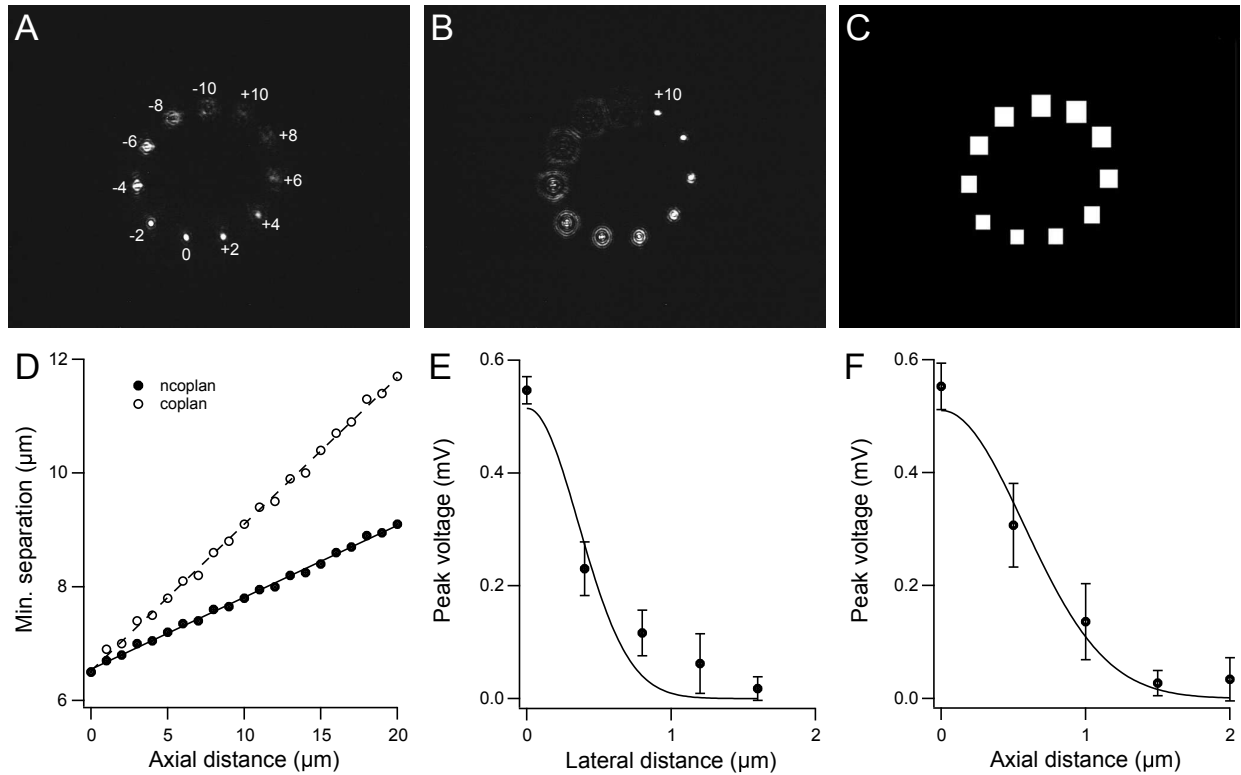 A
-10
+10
-8
+8
-6
+6
-4
+4
-2
0
+2
B
+10
C
D
12
10
8
6
Min. separation (µm)
ncoplan
coplan
0
5
10
15
20
Axial distance (µm)
E
0.6
0.4
0.2
0.0
Peak voltage (mV)
0
1
2
Lateral distance (µm)
F
0.6
0.4
0.2
0.0
Peak voltage (mV)
0
1
2
Axial distance (µm)